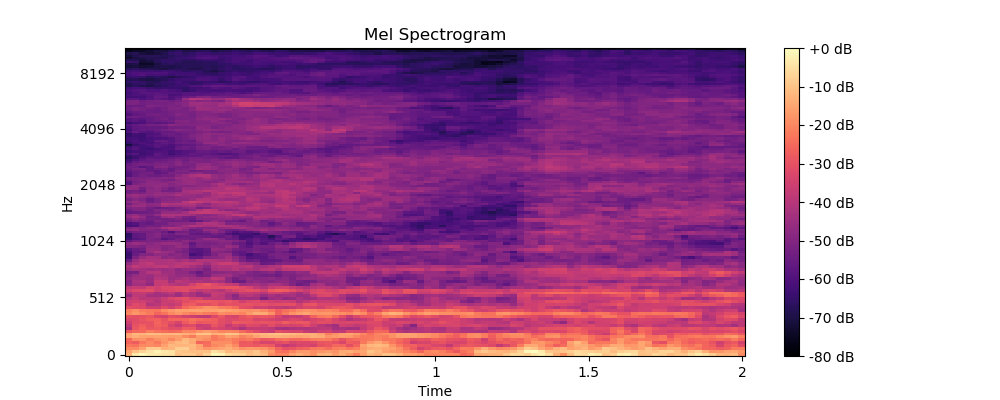 Mel Spectrogram
+0 dB
8192
-10 dB
4096
-20 dB
-30 dB
Hz
2048
-40 dB
1024
-50 dB
-60 dB
512
-70 dB
0
-80 dB
0 0.5 1 1.5 2
Time